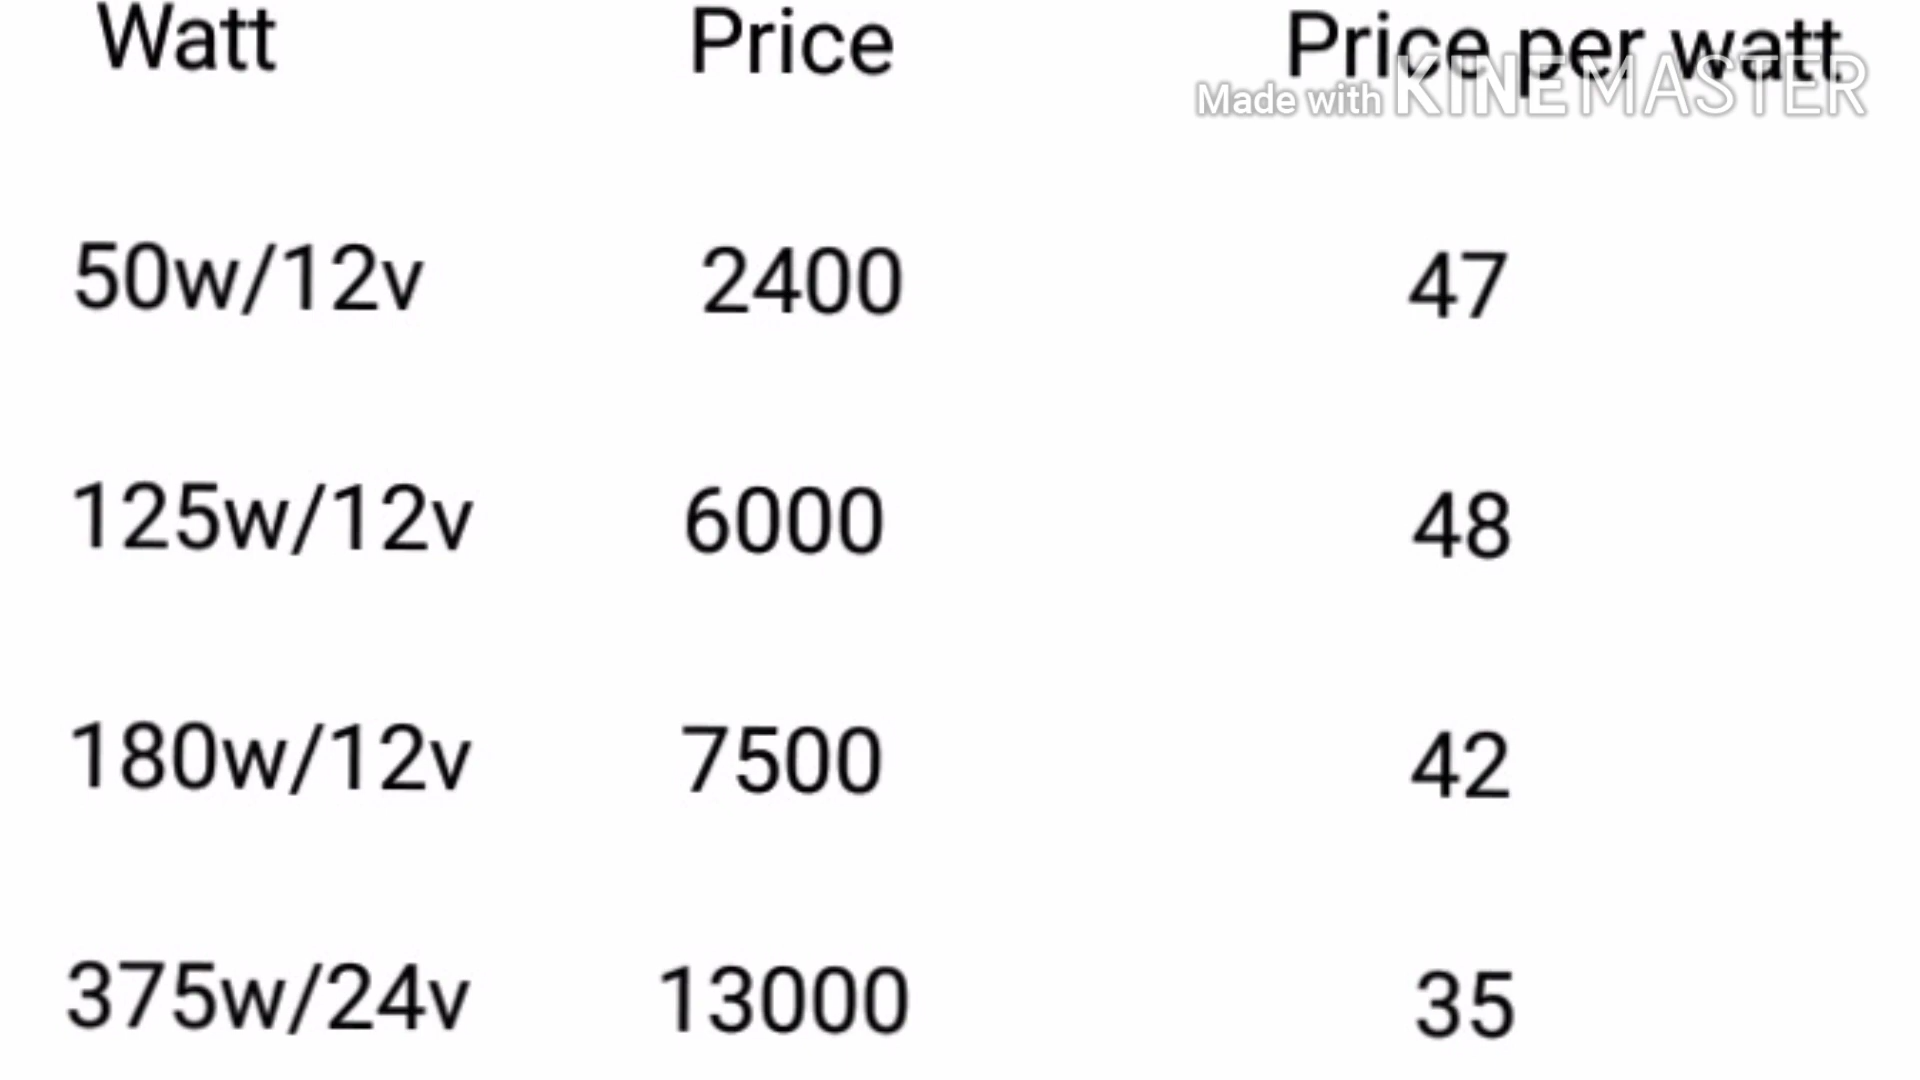 Watt Price Price per watt
Made with KINEMASTER
50w/12v 2400 47
125w/12v 6000 48
180w/12v 7500 42
375w/24v 13000 35